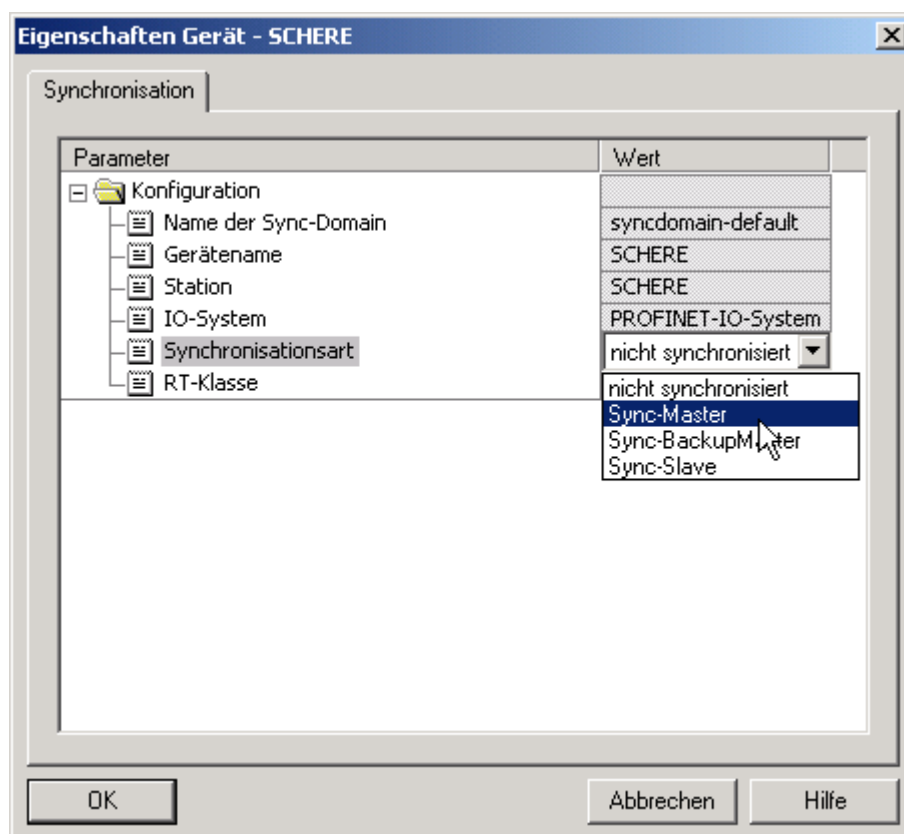 Eigenschaften Gerät - SCHERE
Synchronisation
Parameter Wert
Konfiguration
Name der Sync-Domain syncdomain-default
Gerätename SCHERE
Station SCHERE
IO-System PROFINET-IO-System
Synchronisationsart nicht synchronisiert
RT-Klasse
nicht synchronisiert
Sync-Master
Sync-BackupMaster
Sync-Slave
OK Abbrechen Hilfe